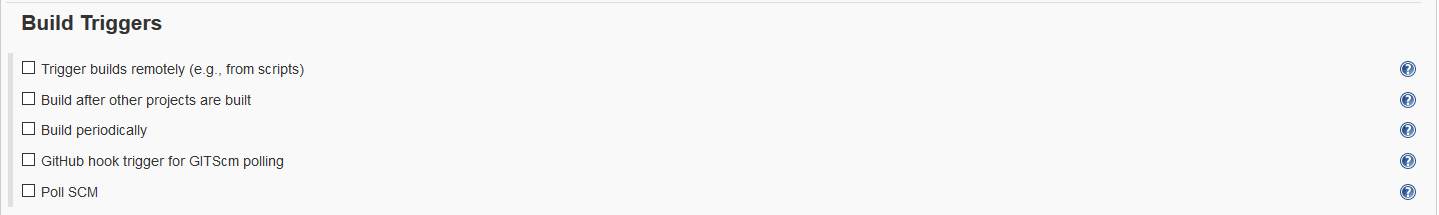 Build Triggers
Trigger builds remotely (e.g., from scripts)
Build after other projects are built
Build periodically
GitHub hook trigger for GITScm polling
Poll SCM